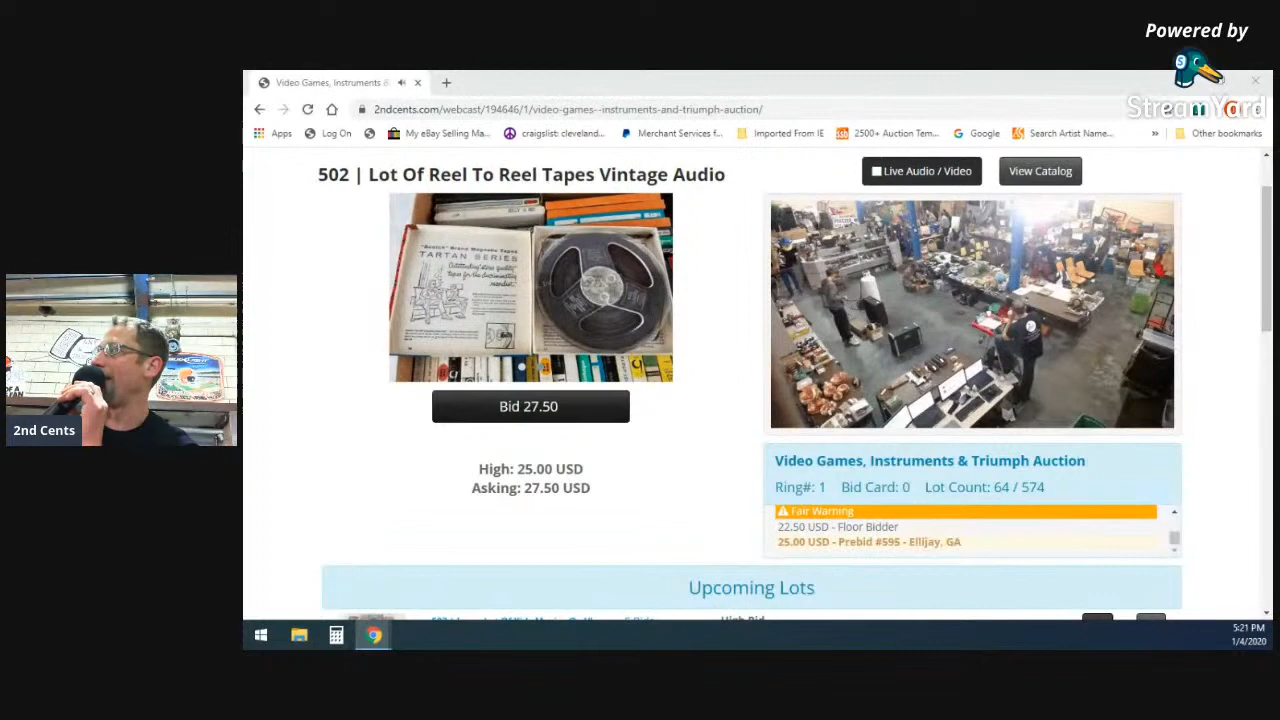 Powered by
StreamYard
Video Games, Instruments &
2ndcents.com/webcast/194646/1/video-games--instruments-and-triumph-auction/
Apps
Log On
My eBay Selling Ma...
craigslist: cleveland...
Merchant Services f...
Imported From IE
2500+ Auction Tem...
Google
Search Artist Name...
Other bookmarks
502 | Lot Of Reel To Reel Tapes Vintage Audio
Live Audio / Video
View Catalog
"Scotch" Brand Magnetic Tapes
TARTAN SERIES
Bid 27.50
High: 25.00 USD
Asking: 27.50 USD
Video Games, Instruments & Triumph Auction
Ring#: 1 Bid Card: 0 Lot Count: 64 / 574
Fair Warning
22.50 USD - Floor Bidder
25.00 USD - Prebid #595 - Ellijay, GA
Upcoming Lots
2nd Cents
5:21 PM
1/4/2020